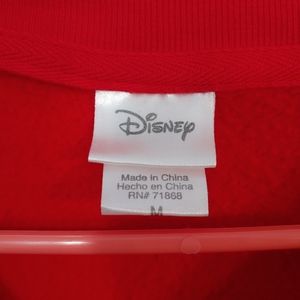 Disney
Made in China
Hecho en China
RN# 71868
M